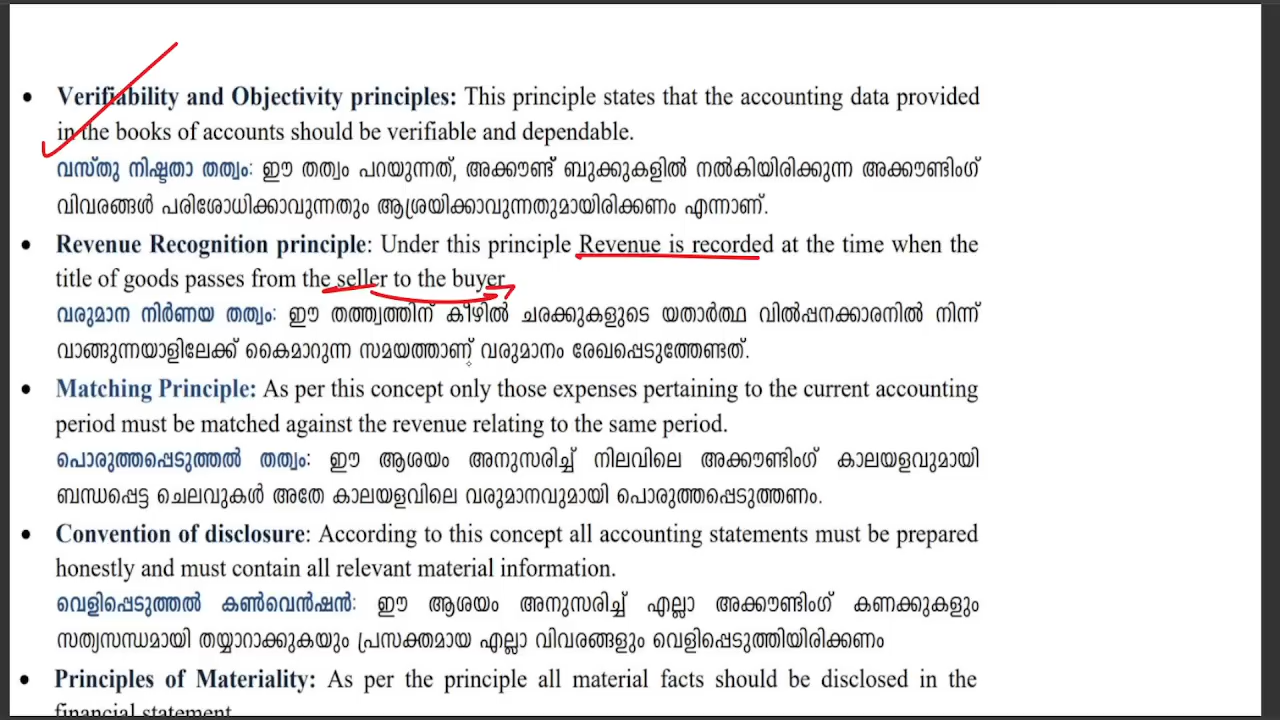 • Verifiability and Objectivity principles: This principle states that the accounting data provided
in the books of accounts should be verifiable and dependable.
വസ്തു നിഷ്ടതാ തത്വം: ഈ തത്വം പറയുന്നത്, അക്കൗണ്ട് ബുക്കുകളിൽ നൽകിയിരിക്കുന്ന അക്കൗണ്ടിംഗ്
വിവരങ്ങൾ പരിശോധിക്കാവുന്നതും ആശ്രയിക്കാവുന്നതുമായിരിക്കണം എന്നാണ്.
• Revenue Recognition principle: Under this principle Revenue is recorded at the time when the
title of goods passes from the seller to the buyer
വരുമാന നിർണയ തത്വം: ഈ തത്ത്വത്തിന് കീഴിൽ ചരക്കുകളുടെ യതാർത്ഥ വിൽപ്പനക്കാരനിൽ നിന്ന്
വാങ്ങുന്നയാളിലേക്ക് കൈമാറുന്ന സമയത്താണ് വരുമാനം രേഖപ്പെടുത്തേണ്ടത്.
• Matching Principle: As per this concept only those expenses pertaining to the current accounting
period must be matched against the revenue relating to the same period.
പൊരുത്തപ്പെടുത്തൽ തത്വം: ഈ ആശയം അനുസരിച്ച് നിലവിലെ അക്കൗണ്ടിംഗ് കാലയളവുമായി
ബന്ധപ്പെട്ട ചെലവുകൾ അതേ കാലയളവിലെ വരുമാനവുമായി പൊരുത്തപ്പെടുത്തണം.
• Convention of disclosure: According to this concept all accounting statements must be prepared
honestly and must contain all relevant material information.
വെളിപ്പെടുത്തൽ കൺവെൻഷൻ: ഈ ആശയം അനുസരിച്ച് എല്ലാ അക്കൗണ്ടിംഗ് കണക്കുകളും
സത്യസന്ധമായി തയ്യാറാക്കുകയും പ്രസക്തമായ എല്ലാ വിവരങ്ങളും വെളിപ്പെടുത്തിയിരിക്കണം
• Principles of Materiality: As per the principle all material facts should be disclosed in the
financial statement